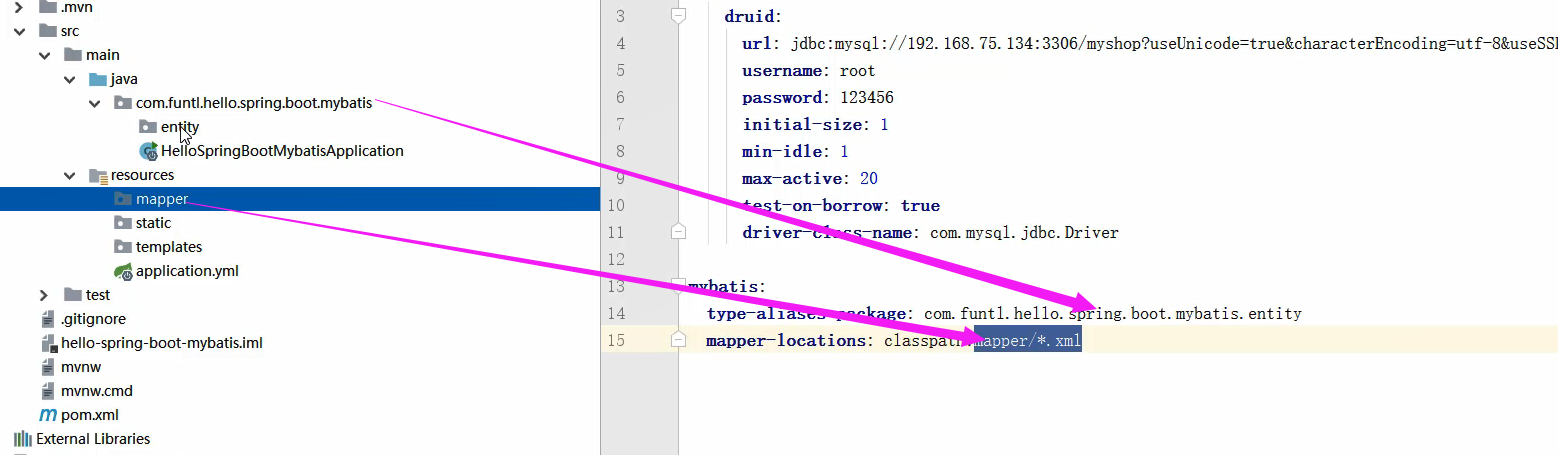 .mvn
src
main
java
com.funtl.hello.spring.boot.mybatis
entity
HelloSpringBootMybatisApplication
resources
mapper
static
templates
application.yml
test
.gitignore
hello-spring-boot-mybatis.iml
mvnw
mvnw.cmd
pom.xml
External Libraries
3 druid:
4 url: jdbc:mysql://192.168.75.134:3306/myshop?useUnicode=true&characterEncoding=utf-8&useSSl
5 username: root
6 password: 123456
7 initial-size: 1
8 min-idle: 1
9 max-active: 20
10 test-on-borrow: true
11 driver-class-name: com.mysql.jdbc.Driver
12
13 mybatis:
14 type-aliases-package: com.funtl.hello.spring.boot.mybatis.entity
15 mapper-locations: classpath:mapper/*.xml